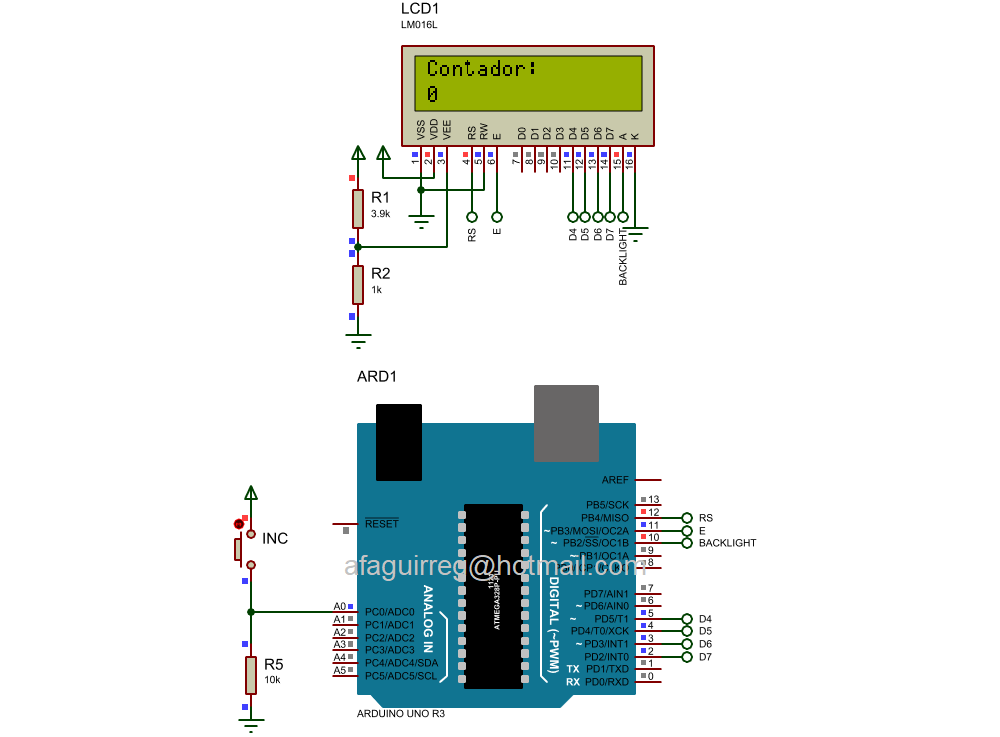 LCD1
LM016L
Contador:
0
VSS VDD VEE RS RW E D0 D1 D2 D3 D4 D5 D6 D7 A K
1 2 3 4 5 6 7 8 9 10 11 12 13 14 15 16
R1
3.9k
RS E D4 D5 D6 D7 BACKLIGHT
R2
1k
ARD1
AREF
PB5/SCK 13
RESET
PB4/MISO 12 RS
~ PB3/MOSI/OC2A 11 E
INC
~ PB2/SS/OC1B 10 BACKLIGHT
~ PB1/OC1A 9
8
afaguirreg@hotmail.com
ATMEGA328P-PU
ANALOG IN
DIGITAL (~PWM)
PD7/AIN1 7
~ PD6/AIN0 6
A0 PC0/ADC0
~ PD5/T1 5 D4
A1 PC1/ADC1
PD4/T0/XCK 4 D5
A2 PC2/ADC2
~ PD3/INT1 3 D6
A3 PC3/ADC3
PD2/INT0 2 D7
A4 PC4/ADC4/SDA
TX PD1/TXD 1
A5 PC5/ADC5/SCL
RX PD0/RXD 0
R5
10k
ARDUINO UNO R3